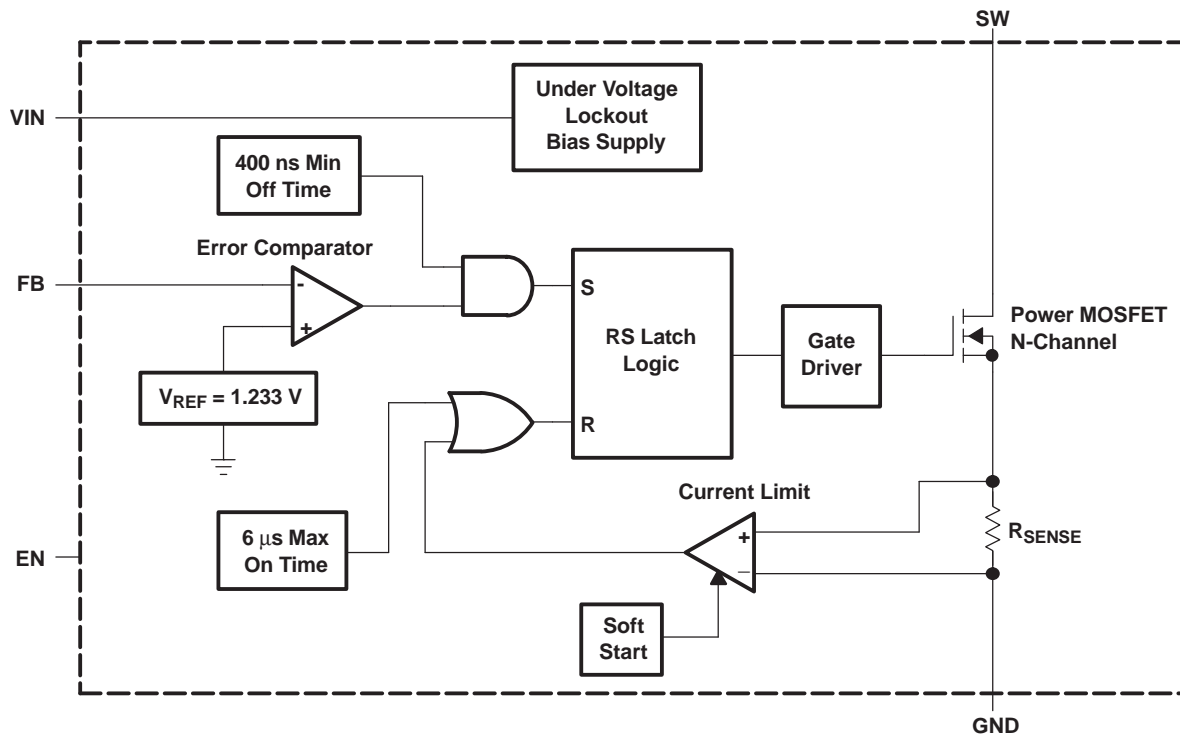 SW
Under Voltage
Lockout
Bias Supply
VIN
400 ns Min
Off Time
Error Comparator
FB
-
+
S
RS Latch
Logic
R
Gate
Driver
Power MOSFET
N-Channel
VREF = 1.233 V
Current Limit
+
–
RSENSE
6 μs Max
On Time
EN
Soft
Start
GND